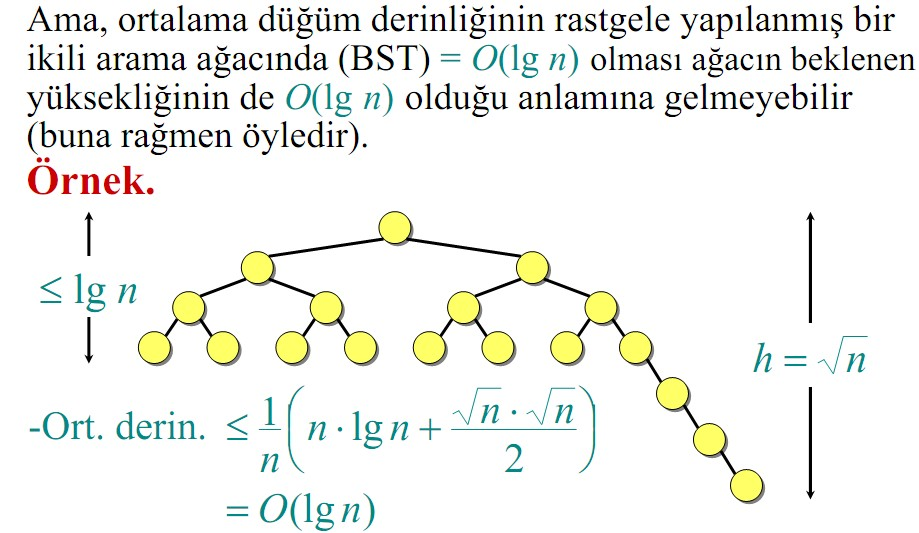 Ama, ortalama düğüm derinliğinin rastgele yapılanmış bir
ikili arama ağacında (BST) = O(lg n) olması ağacın beklenen
yüksekliğinin de O(lg n) olduğu anlamına gelmeyebilir
(buna rağmen öyledir).
Örnek.
≤ lg n
h = √n
-Ort. derin. ≤ 1/n (n · lg n + √n · √n / 2)
= O(lg n)